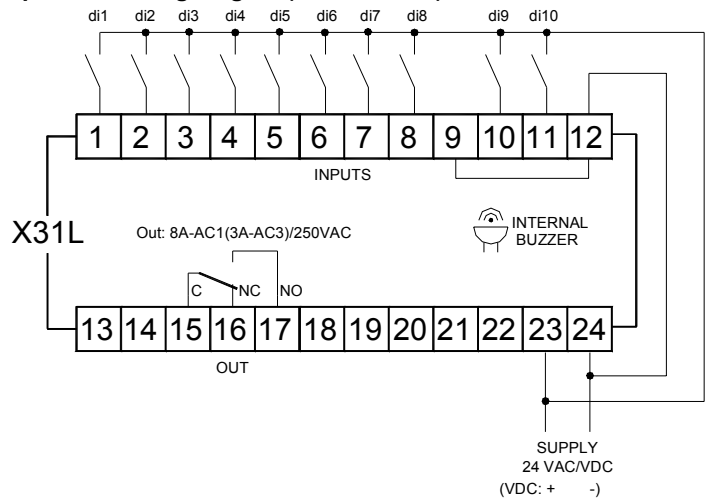 di1 di2 di3 di4 di5 di6 di7 di8 di9 di10
1 2 3 4 5 6 7 8 9 10 11 12
INPUTS
X31L
Out: 8A-AC1(3A-AC3)/250VAC
INTERNAL
BUZZER
C NC NO
13 14 15 16 17 18 19 20 21 22 23 24
OUT
SUPPLY
24 VAC/VDC
(VDC: + -)